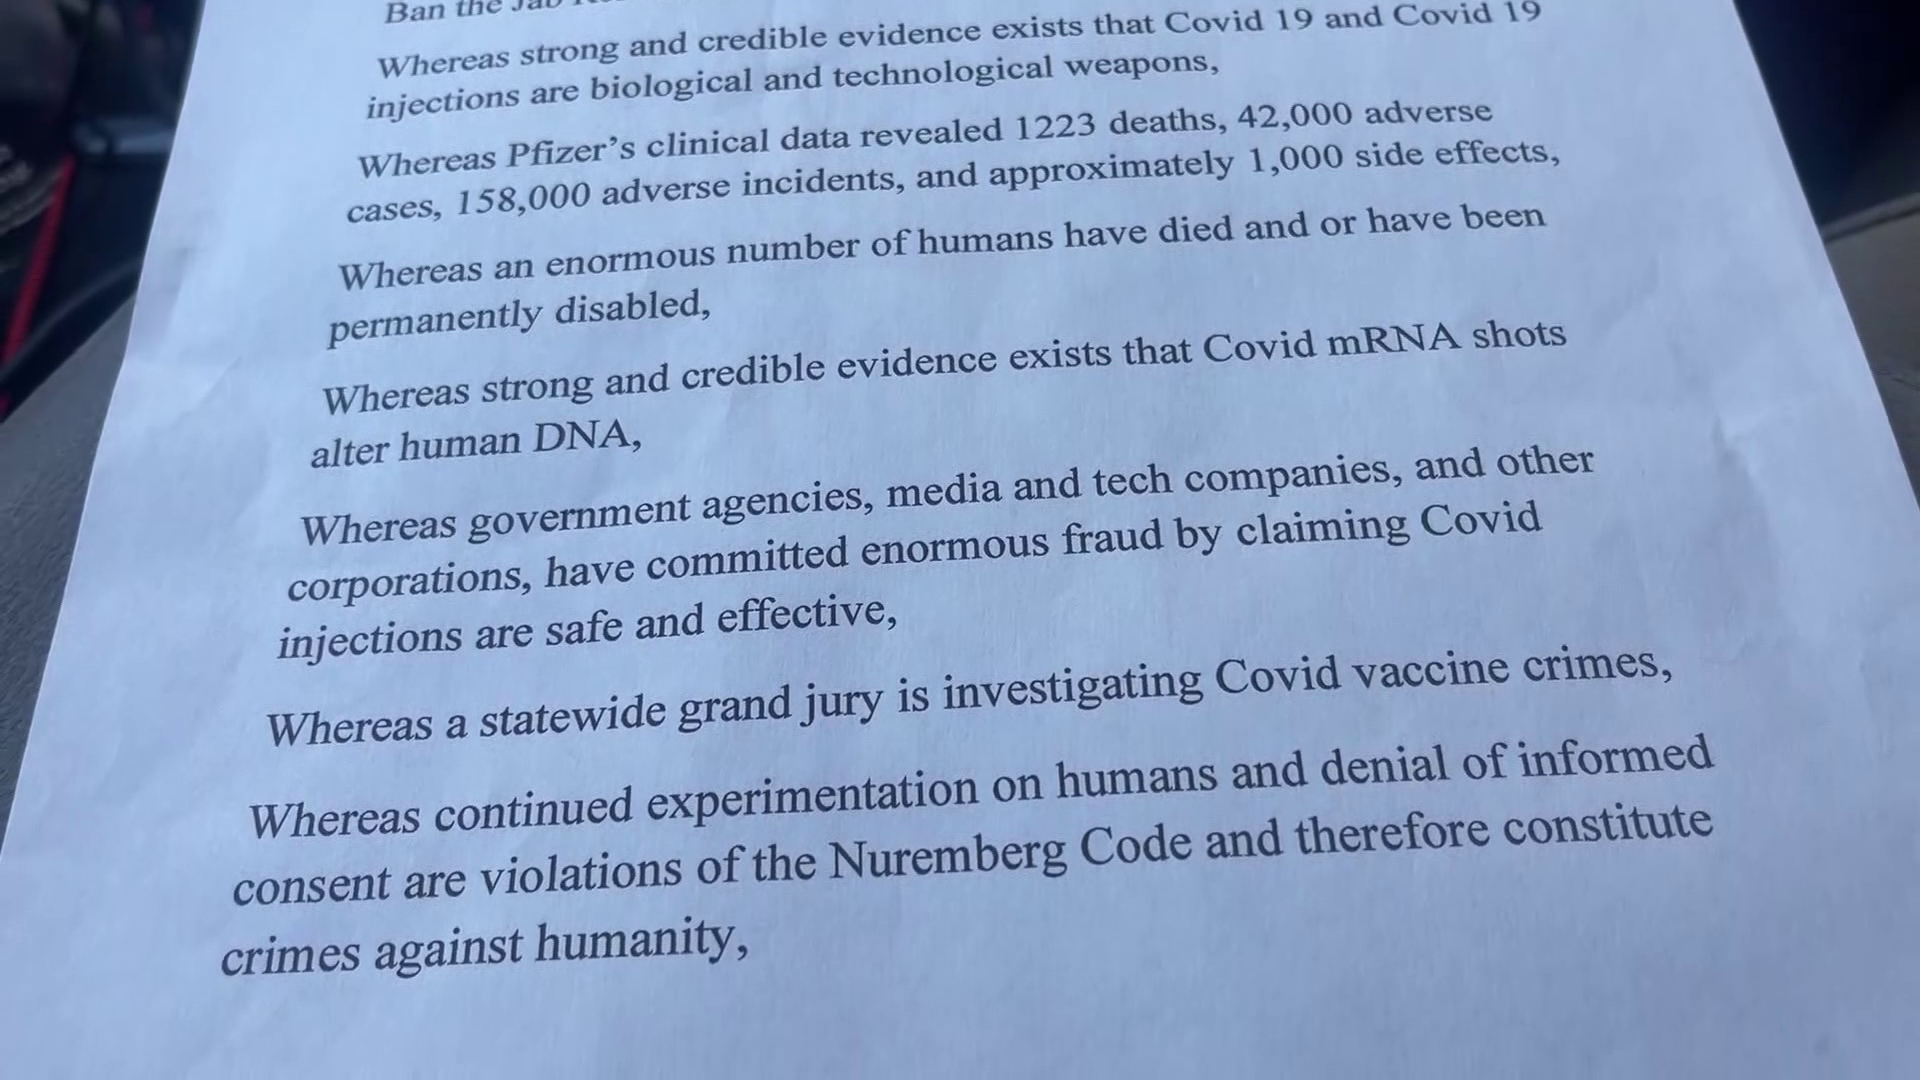 Ban the Jab
Whereas strong and credible evidence exists that Covid 19 and Covid 19
injections are biological and technological weapons,
Whereas Pfizer’s clinical data revealed 1223 deaths, 42,000 adverse
cases, 158,000 adverse incidents, and approximately 1,000 side effects,
Whereas an enormous number of humans have died and or have been
permanently disabled,
Whereas strong and credible evidence exists that Covid mRNA shots
alter human DNA,
Whereas government agencies, media and tech companies, and other
corporations, have committed enormous fraud by claiming Covid
injections are safe and effective,
Whereas a statewide grand jury is investigating Covid vaccine crimes,
Whereas continued experimentation on humans and denial of informed
consent are violations of the Nuremberg Code and therefore constitute
crimes against humanity,